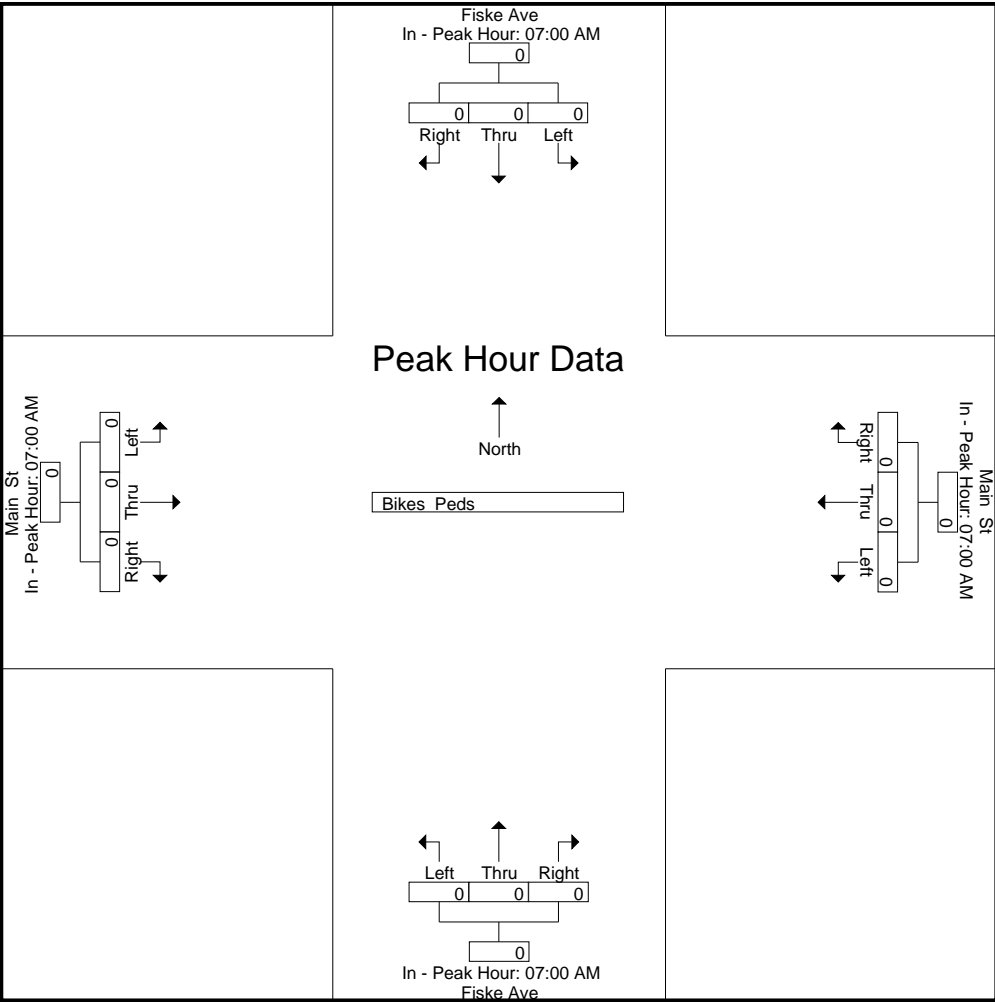 Fiske Ave
In - Peak Hour: 07:00 AM
0
0 0 0
Right Thru Left
Peak Hour Data
North
Bikes Peds
Main St
In - Peak Hour: 07:00 AM
0
0 0 0
Left Thru Right
Main St
In - Peak Hour: 07:00 AM
0
0 0 0
Right Thru Left
Left Thru Right
0 0 0
0
In - Peak Hour: 07:00 AM
Fiske Ave